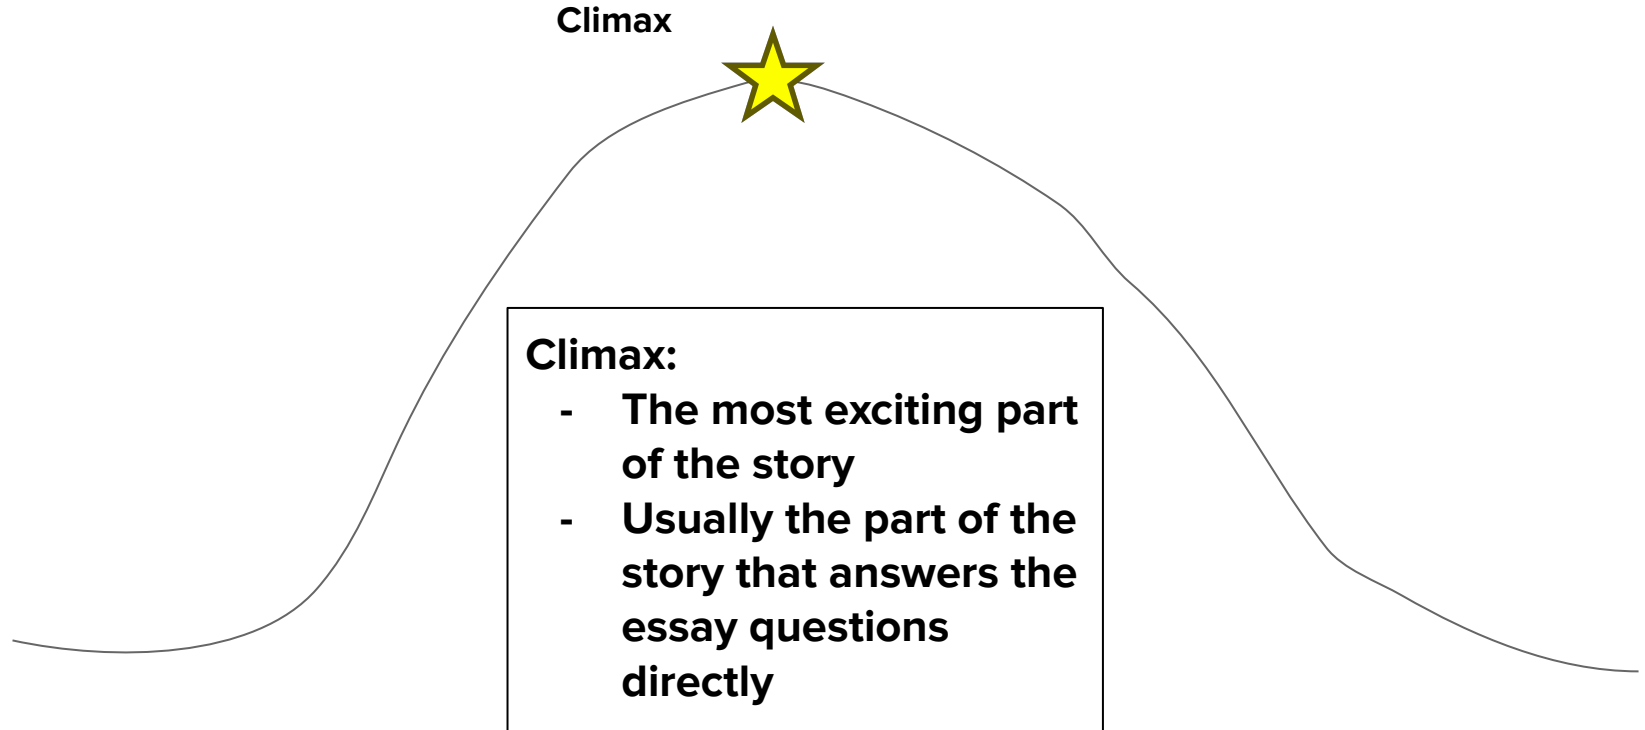 Climax
Climax:
- The most exciting part
of the story
- Usually the part of the
story that answers the
essay questions
directly